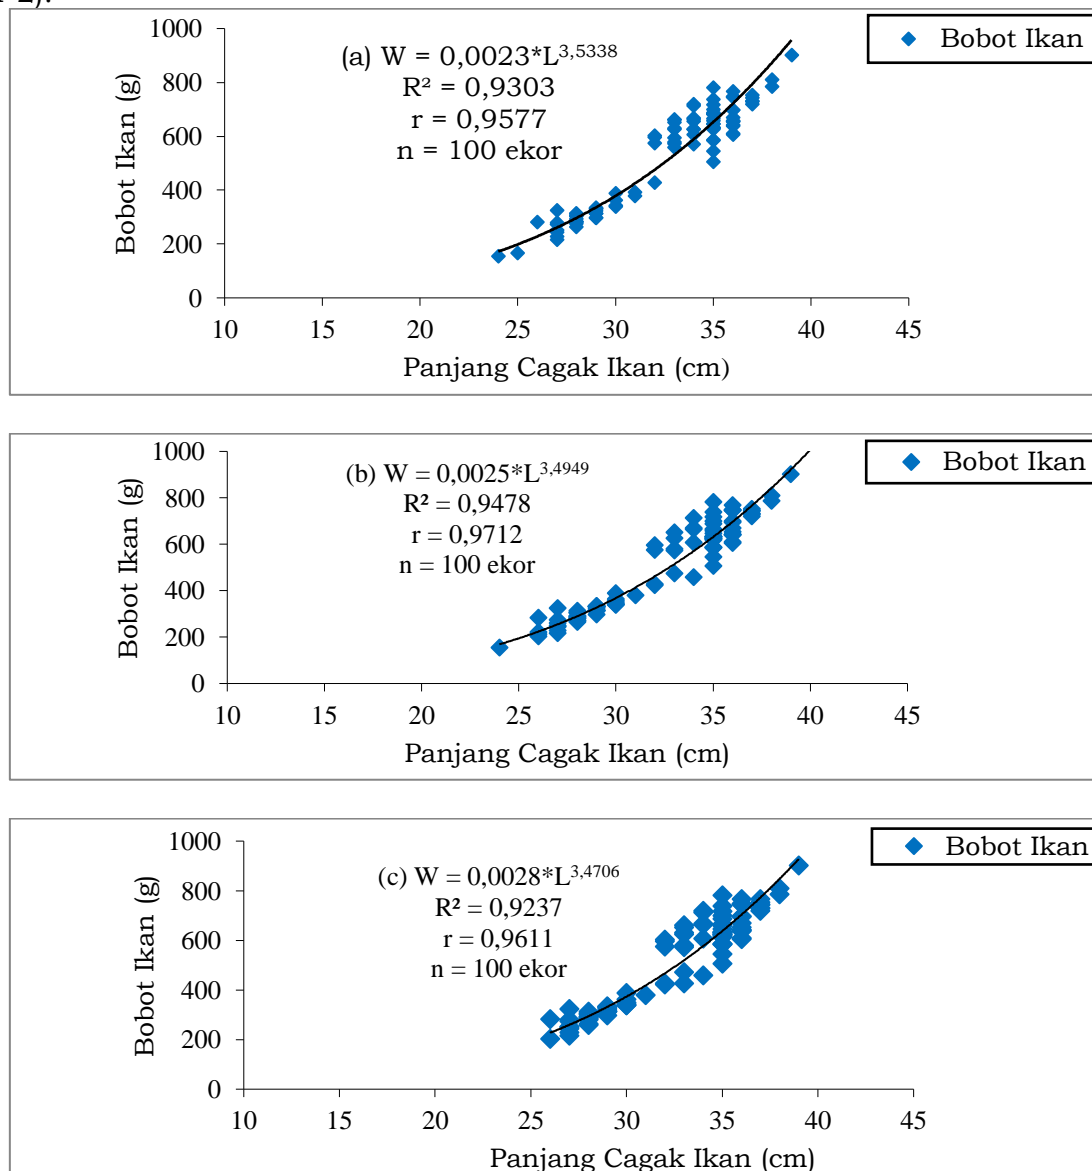 1000
800
600
400
200
0
10 15 20 25 30 35 40 45
Bobot Ikan (g)
Panjang Cagak Ikan (cm)
(a) W = 0,0023*L^3,5338
R² = 0,9303
r = 0,9577
n = 100 ekor
Bobot Ikan
1000
800
600
400
200
0
10 15 20 25 30 35 40 45
Bobot Ikan (g)
Panjang Cagak Ikan (cm)
(b) W = 0,0025*L^3,4949
R² = 0,9478
r = 0,9712
n = 100 ekor
Bobot Ikan
1000
800
600
400
200
0
10 15 20 25 30 35 40 45
Bobot Ikan (g)
Panjang Cagak Ikan (cm)
(c) W = 0,0028*L^3,4706
R² = 0,9237
r = 0,9611
n = 100 ekor
Bobot Ikan